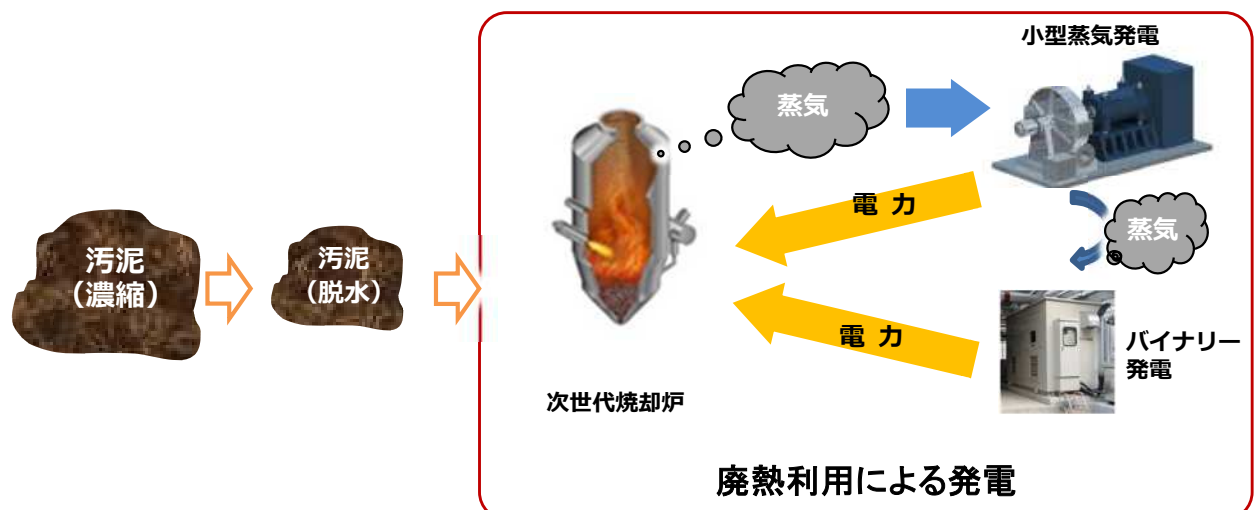 汚泥
（濃縮）
汚泥
（脱水）
次世代焼却炉
蒸気
小型蒸気発電
電 力
蒸気
電 力
バイナリー
発電
廃熱利用による発電